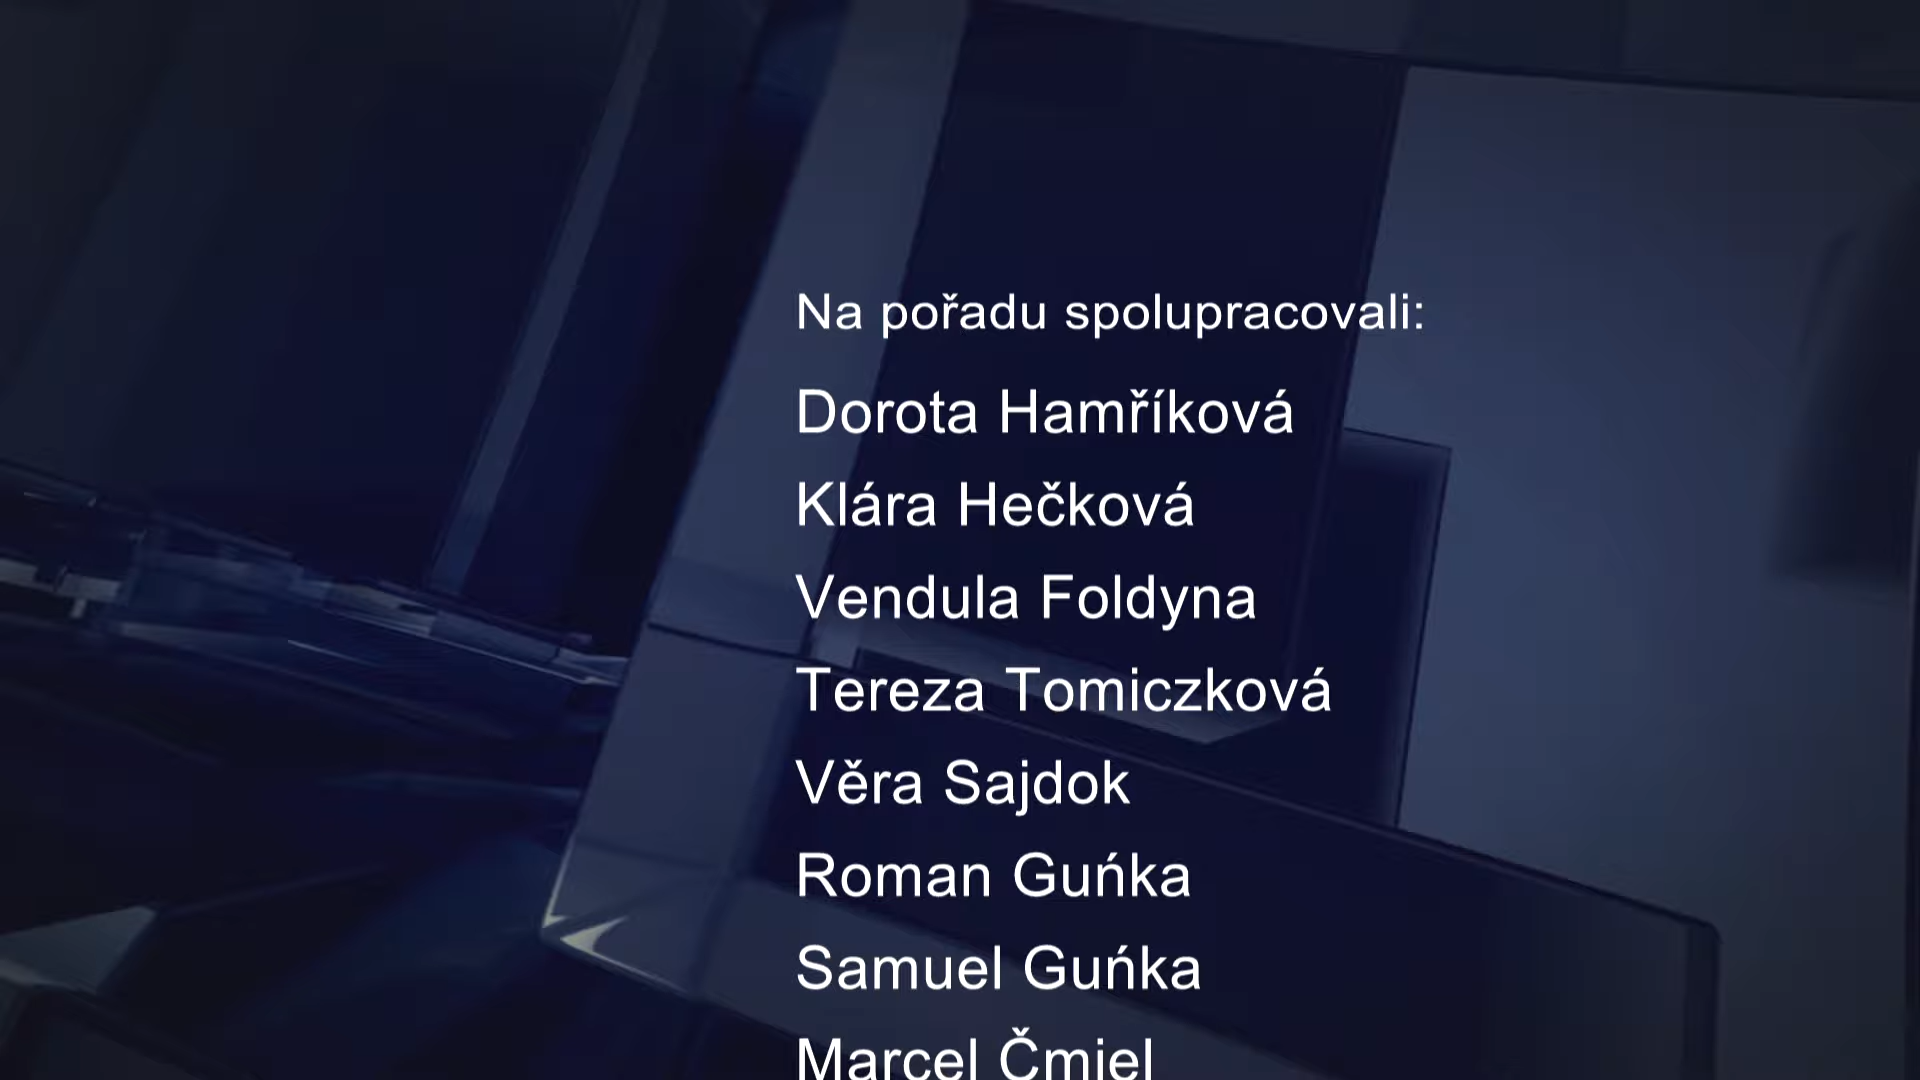 Na pořadu spolupracovali:
Dorota Hamříková
Klára Hečková
Vendula Foldyna
Tereza Tomiczková
Věra Sajdok
Roman Guńka
Samuel Guńka
Marcel Čmiel